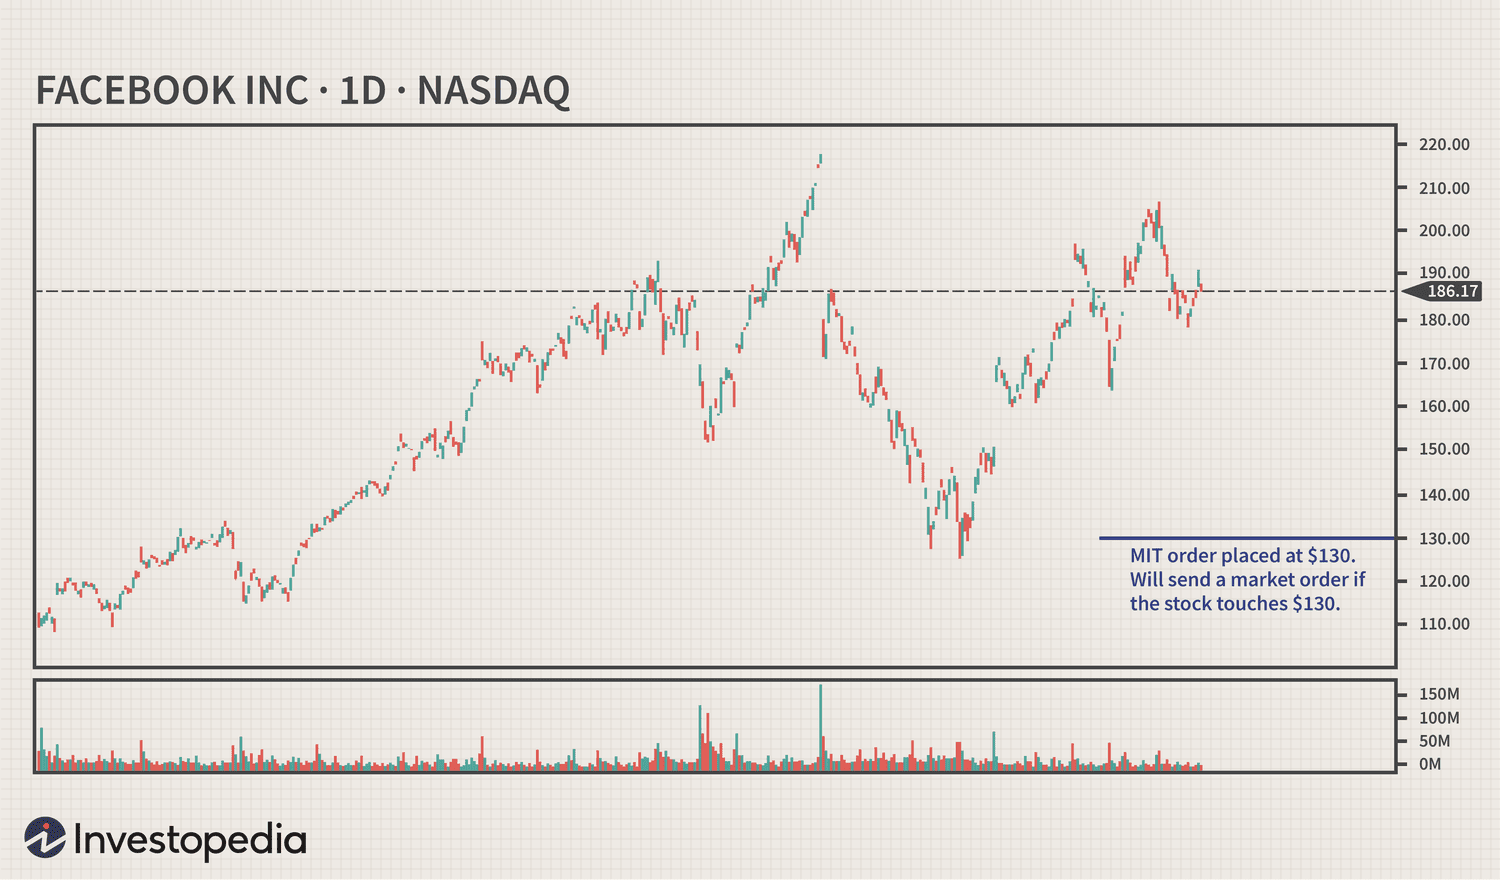 FACEBOOK INC · 1D · NASDAQ
220.00
210.00
200.00
190.00
186.17
180.00
170.00
160.00
150.00
140.00
130.00
MIT order placed at $130.
Will send a market order if
the stock touches $130.
120.00
110.00
150M
100M
50M
0M
Investopedia